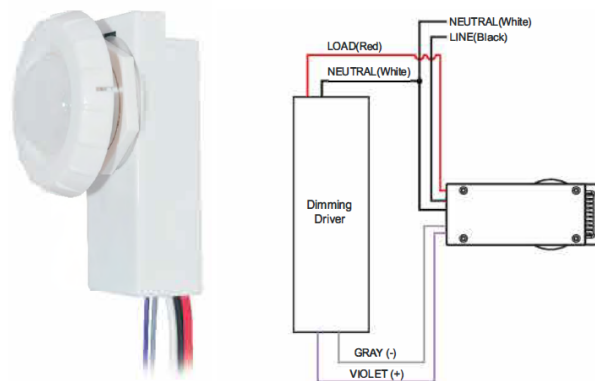 NEUTRAL(White)
LINE(Black)
LOAD(Red)
NEUTRAL(White)
Dimming
Driver
GRAY (-)
VIOLET (+)